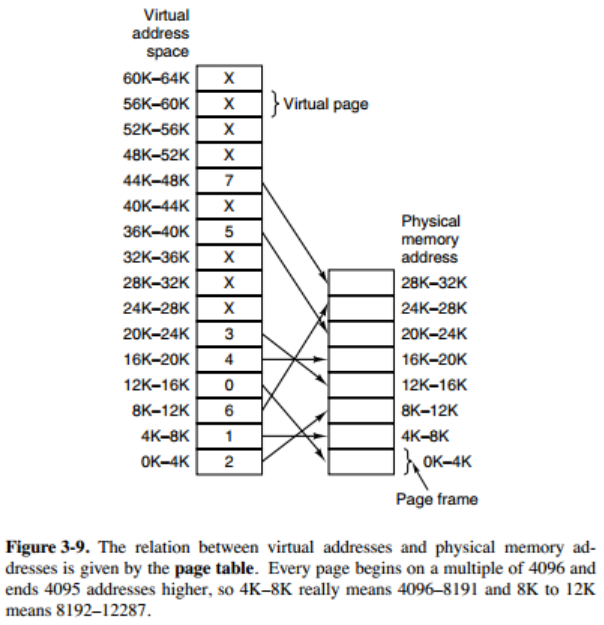 Virtual
address
space
60K–64K X
56K–60K X } Virtual page
52K–56K X
48K–52K X
44K–48K 7
40K–44K X
36K–40K 5
32K–36K X
28K–32K X
24K–28K X
20K–24K 3
16K–20K 4
12K–16K 0
8K–12K 6
4K–8K 1
0K–4K 2
Physical
memory
address
28K–32K
24K–28K
20K–24K
16K–20K
12K–16K
8K–12K
4K–8K
} 0K–4K
Page frame
Figure 3-9. The relation between virtual addresses and physical memory ad-
dresses is given by the page table. Every page begins on a multiple of 4096 and
ends 4095 addresses higher, so 4K–8K really means 4096–8191 and 8K to 12K
means 8192–12287.